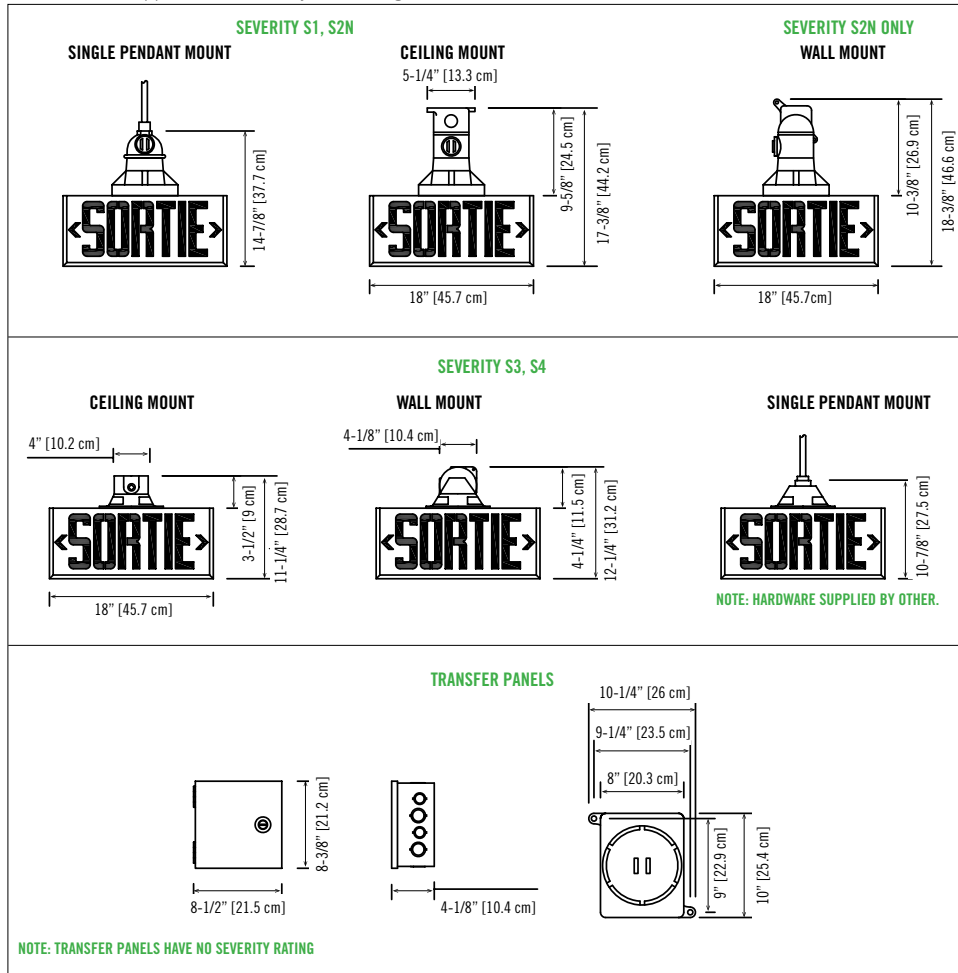 SEVERITY S1, S2N
SEVERITY S2N ONLY
SINGLE PENDANT MOUNT
CEILING MOUNT
WALL MOUNT
5-1/4” [13.3 cm]
14-7/8” [37.7 cm]
9-5/8” [24.5 cm]
17-3/8” [44.2 cm]
10-3/8” [26.9 cm]
18-3/8” [46.6 cm]
SORTIE
SORTIE
SORTIE
18” [45.7 cm]
18” [45.7cm]
SEVERITY S3, S4
CEILING MOUNT
WALL MOUNT
SINGLE PENDANT MOUNT
4” [10.2 cm]
4-1/8” [10.4 cm]
3-1/2” [9 cm]
11-1/4” [28.7 cm]
4-1/4” [11.5 cm]
12-1/4” [31.2 cm]
10-7/8” [27.5 cm]
SORTIE
SORTIE
SORTIE
18” [45.7 cm]
NOTE: HARDWARE SUPPLIED BY OTHER.
TRANSFER PANELS
10-1/4” [26 cm]
9-1/4” [23.5 cm]
8” [20.3 cm]
8-3/8” [21.2 cm]
9” [22.9 cm]
10” [25.4 cm]
8-1/2” [21.5 cm]
4-1/8” [10.4 cm]
NOTE: TRANSFER PANELS HAVE NO SEVERITY RATING